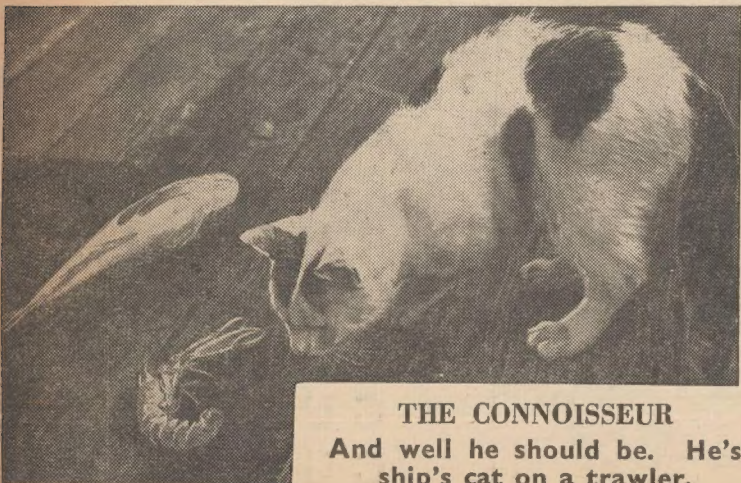 THE CONNOISSEUR
And well he should be. He's
ship's cat on a trawler.